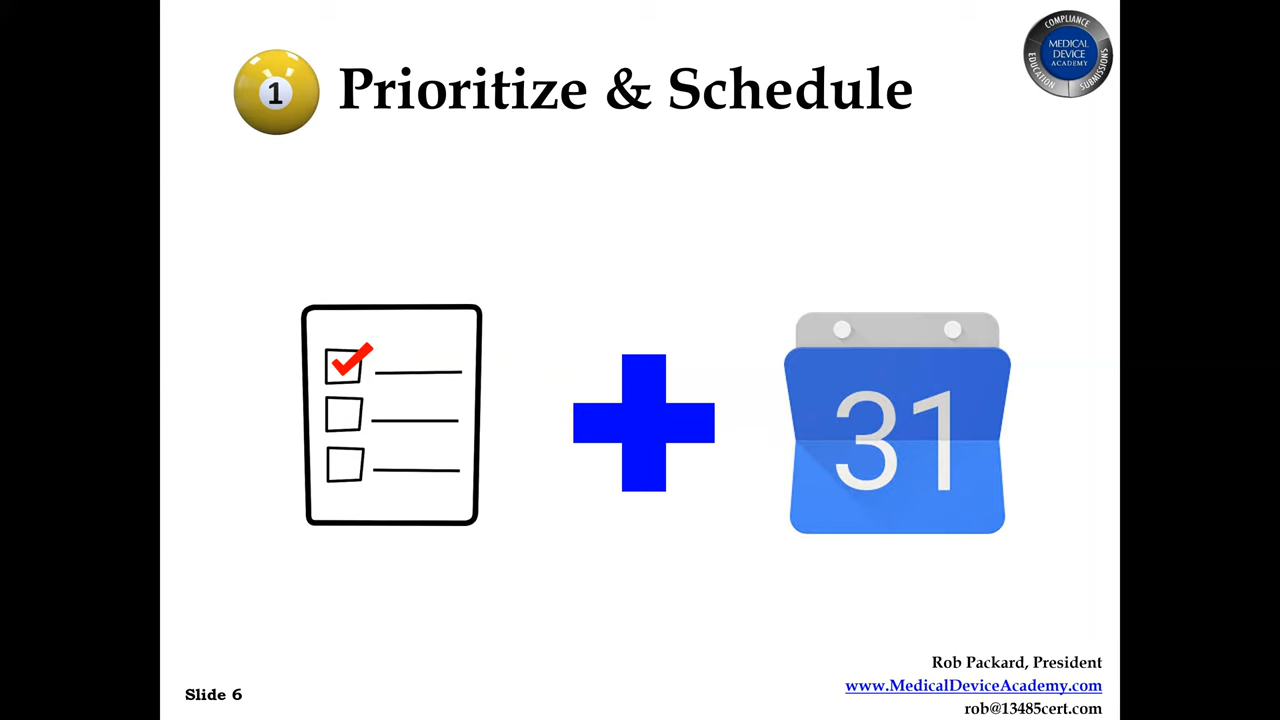 1 Prioritize & Schedule
COMPLIANCE
EDUCATION
SUBMISSIONS
MEDICAL
DEVICE
ACADEMY
31
Rob Packard, President
www.MedicalDeviceAcademy.com
rob@13485cert.com
Slide 6